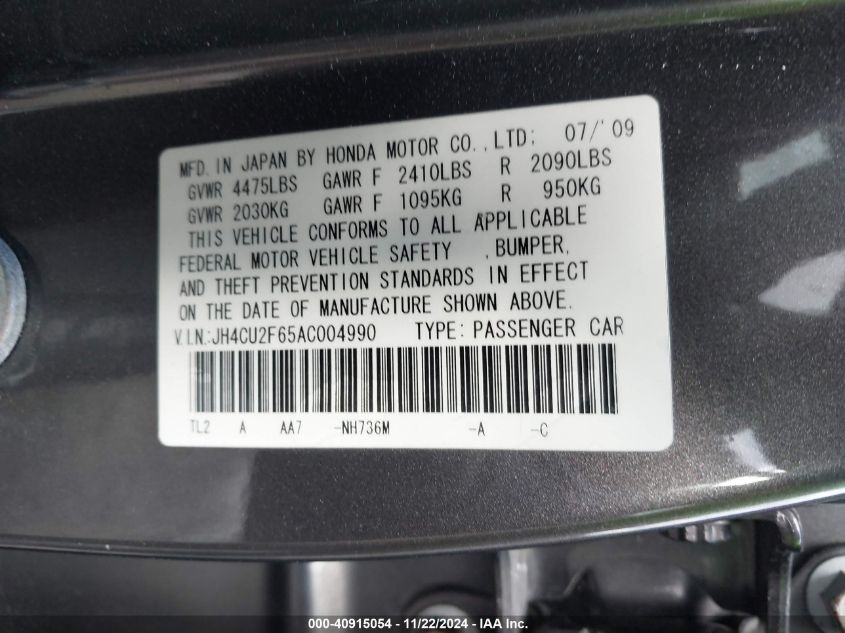 MFD. IN JAPAN BY HONDA MOTOR CO.,LTD; 07/'09
GVWR 4475LBS GAWR F 2410LBS R 2090LBS
GVWR 2030KG GAWR F 1095KG R 950KG
THIS VEHICLE CONFORMS TO ALL APPLICABLE
FEDERAL MOTOR VEHICLE SAFETY , BUMPER,
AND THEFT PREVENTION STANDARDS IN EFFECT
ON THE DATE OF MANUFACTURE SHOWN ABOVE.
V.I.N.:JH4CU2F65AC004990 TYPE: PASSENGER CAR
TL2 A AA7 -NH736M -A -C
000-40915054 - 11/22/2024 - IAA Inc.